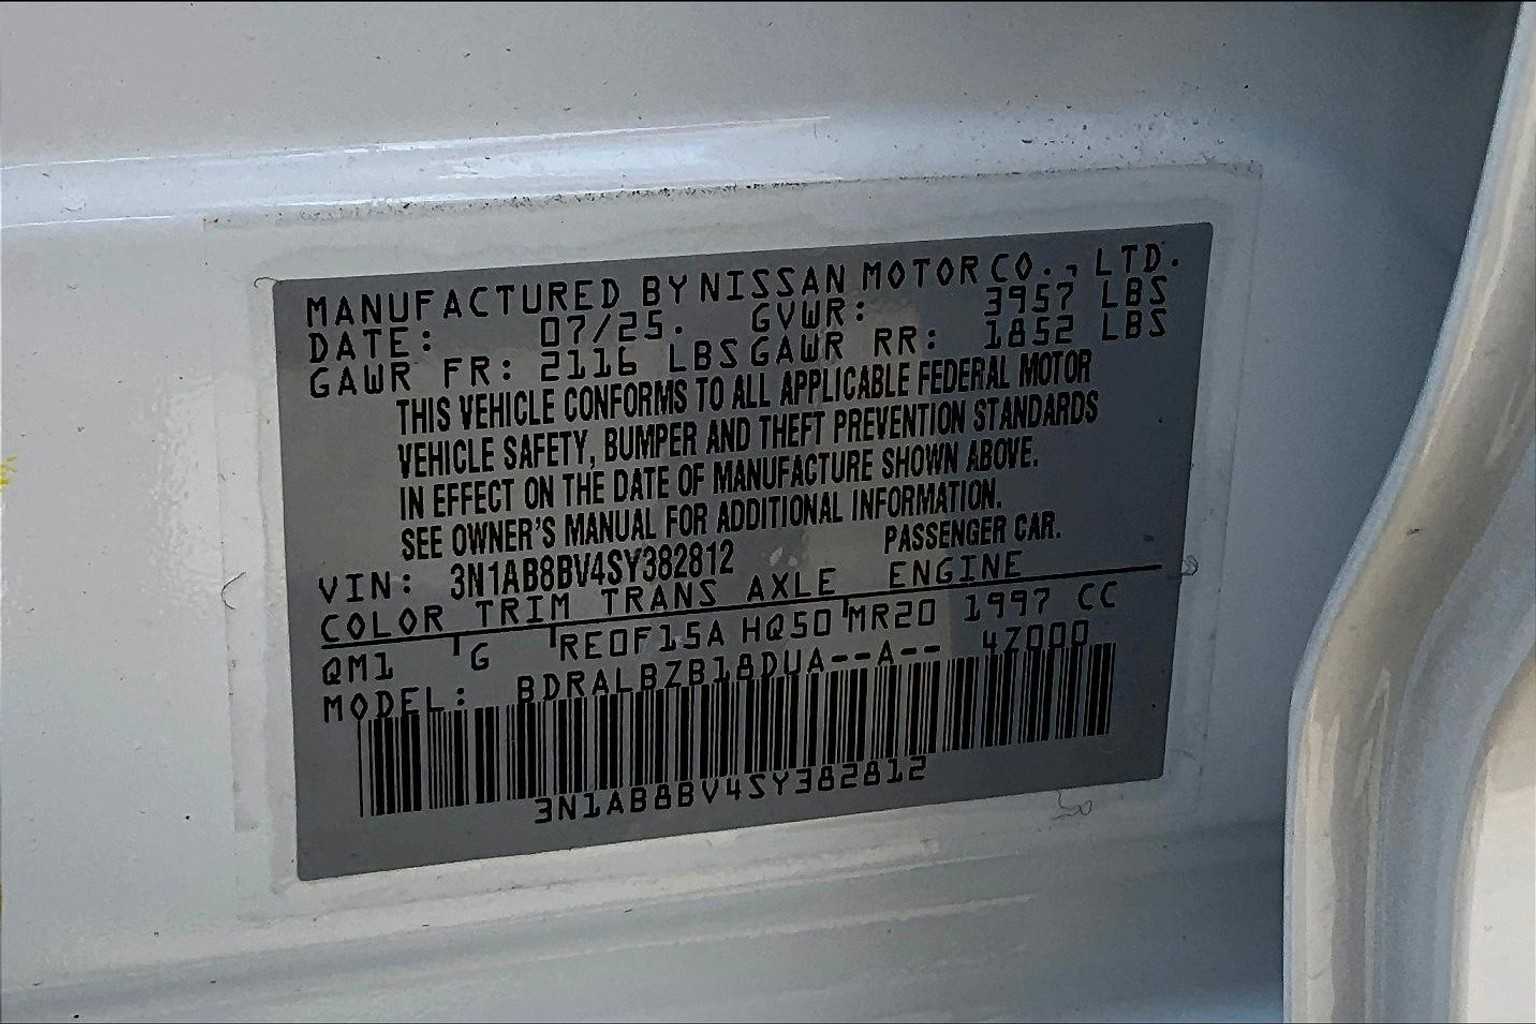 MANUFACTURED BY NISSAN MOTOR CO., LTD.
DATE: 07/25. GVWR: 3957 LBS
GAWR FR: 2116 LBS GAWR RR: 1852 LBS
THIS VEHICLE CONFORMS TO ALL APPLICABLE FEDERAL MOTOR
VEHICLE SAFETY, BUMPER AND THEFT PREVENTION STANDARDS
IN EFFECT ON THE DATE OF MANUFACTURE SHOWN ABOVE.
SEE OWNER'S MANUAL FOR ADDITIONAL INFORMATION.
VIN: 3N1AB8BV4SY382812 PASSENGER CAR.
COLOR TRIM TRANS AXLE ENGINE
QM1 G RE0F15A HQ50 MR20 1997 CC
MODEL: BDRALBZB18DUA--A-- 4Z000
3N1AB8BV4SY382812